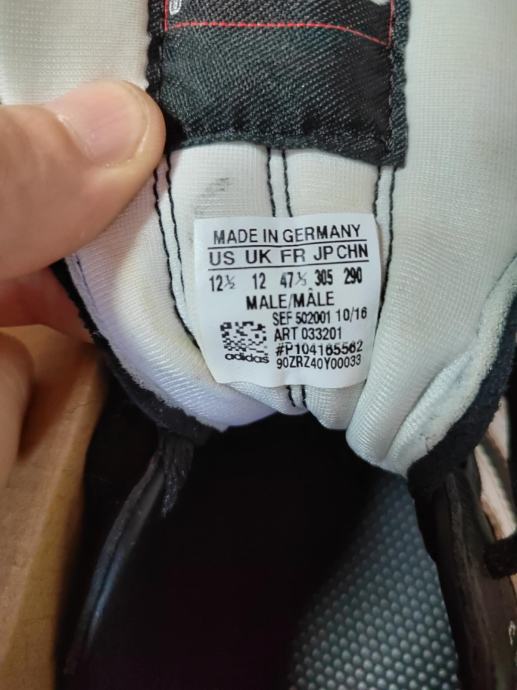 MADE IN GERMANY
US UK FR JP CHN
12½ 12 47⅓ 305 290
MALE/MÂLE
SEF 502001 10/16
ART 033201
#P104165562
90ZRZ40Y00033
adidas